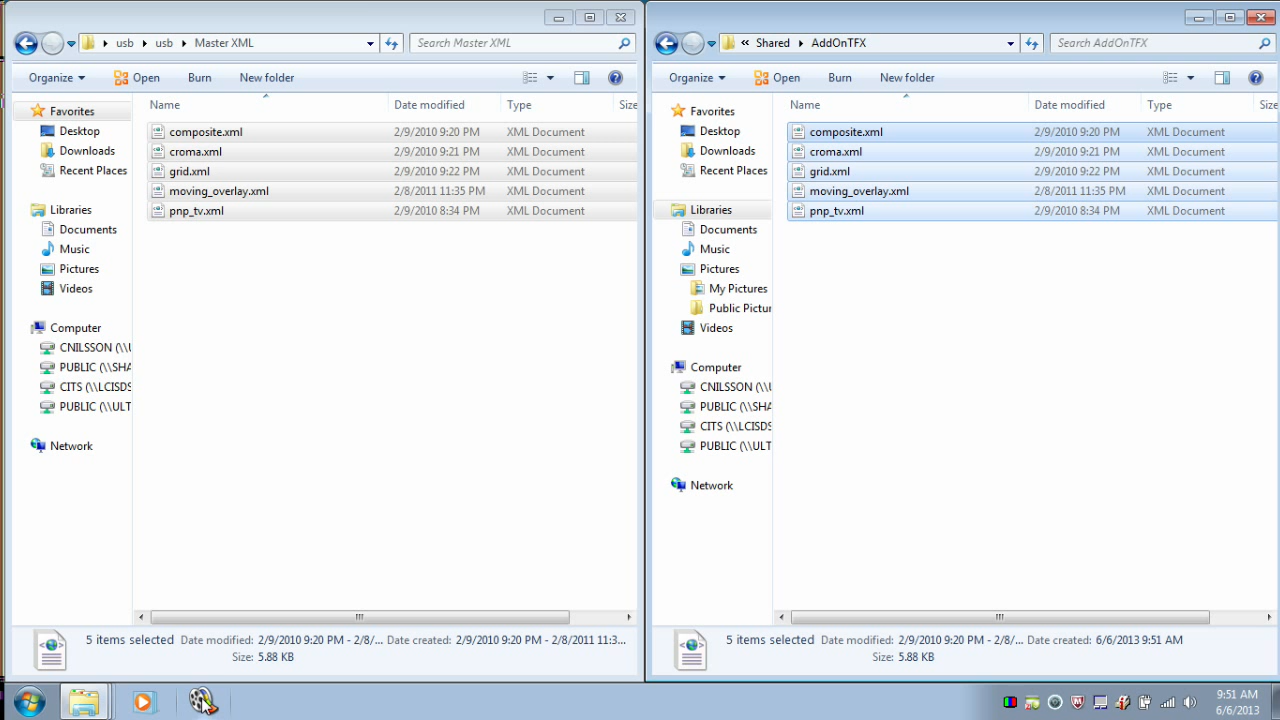 usb usb Master XML Search Master XML
Organize Open Burn New folder
Favorites
Desktop
Downloads
Recent Places
Libraries
Documents
Music
Pictures
Videos
Computer
CNILSSON (\\U
PUBLIC (\\SHA
CITS (\\LCISDS
PUBLIC (\\ULT
Network
Name Date modified Type Size
composite.xml 2/9/2010 9:20 PM XML Document
croma.xml 2/9/2010 9:21 PM XML Document
grid.xml 2/9/2010 9:22 PM XML Document
moving_overlay.xml 2/8/2011 11:35 PM XML Document
pnp_tv.xml 2/9/2010 8:34 PM XML Document
5 items selected Date modified: 2/9/2010 9:20 PM - 2/8/... Date created: 2/9/2010 9:20 PM - 2/8/2011 11:3...
Size: 5.88 KB
« Shared AddOnTFX Search AddOnTFX
Organize Open Burn New folder
Favorites
Desktop
Downloads
Recent Places
Libraries
Documents
Music
Pictures
My Pictures
Public Pictur
Videos
Computer
CNILSSON (\\U
PUBLIC (\\SHA
CITS (\\LCISDS
PUBLIC (\\ULT
Network
Name Date modified Type Size
composite.xml 2/9/2010 9:20 PM XML Document
croma.xml 2/9/2010 9:21 PM XML Document
grid.xml 2/9/2010 9:22 PM XML Document
moving_overlay.xml 2/8/2011 11:35 PM XML Document
pnp_tv.xml 2/9/2010 8:34 PM XML Document
5 items selected Date modified: 2/9/2010 9:20 PM - 2/8/... Date created: 6/6/2013 9:51 AM
Size: 5.88 KB
9:51 AM
6/6/2013